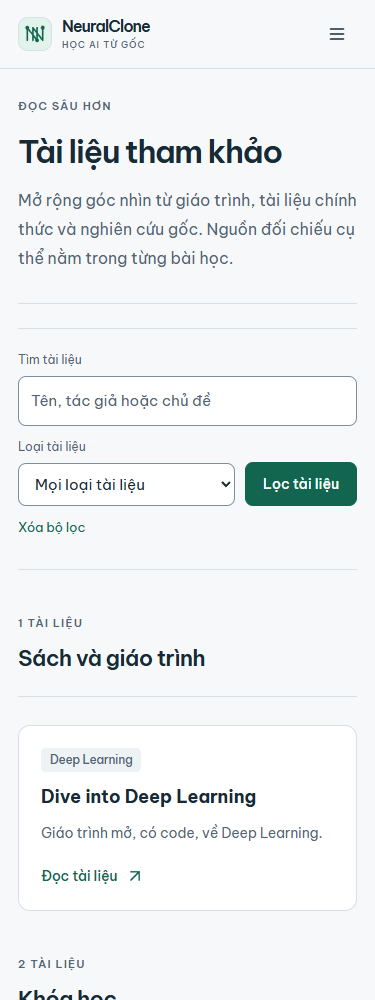 NeuralClone
HỌC AI TỪ GỐC
ĐỌC SÂU HƠN
Tài liệu tham khảo
Mở rộng góc nhìn từ giáo trình, tài liệu chính
thức và nghiên cứu gốc. Nguồn đối chiếu cụ
thể nằm trong từng bài học.
Tìm tài liệu
Tên, tác giả hoặc chủ đề
Loại tài liệu
Mọi loại tài liệu
Lọc tài liệu
Xóa bộ lọc
1 TÀI LIỆU
Sách và giáo trình
Deep Learning
Dive into Deep Learning
Giáo trình mở, có code, về Deep Learning.
Đọc tài liệu
2 TÀI LIỆU
Khóa học